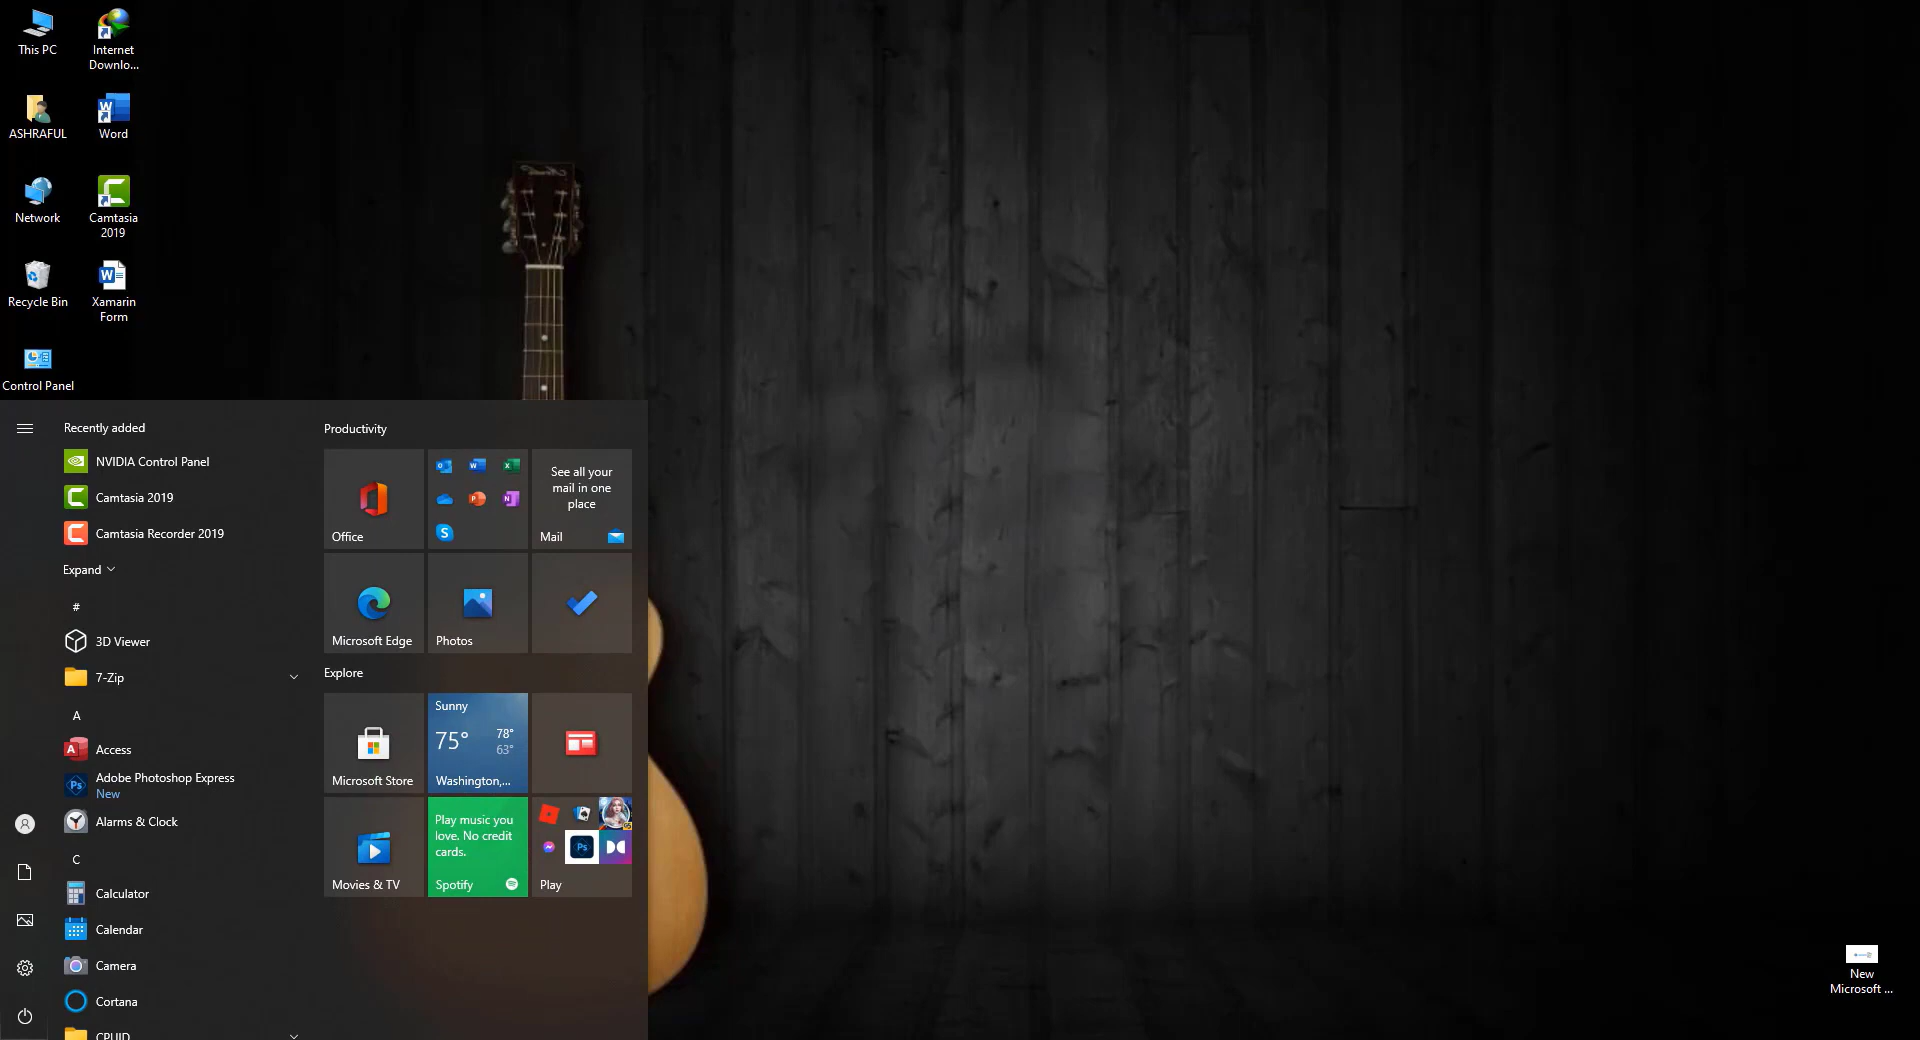 This PC
Internet
Downlo...
ASHRAFUL
Word
Network
Camtasia
2019
Recycle Bin
Xamarin
Form
Control Panel
Recently added
NVIDIA Control Panel
Camtasia 2019
Camtasia Recorder 2019
Expand
#
3D Viewer
7-Zip
A
Access
Adobe Photoshop Express
New
Alarms & Clock
C
Calculator
Calendar
Camera
Cortana
CPUID
Productivity
Office
See all your
mail in one
place
Mail
Microsoft Edge
Photos
Explore
Microsoft Store
Sunny
75°
78°
63°
Washington,...
Movies & TV
Play music you
love. No credit
cards.
Spotify
Ps
Play
New
Microsoft ...